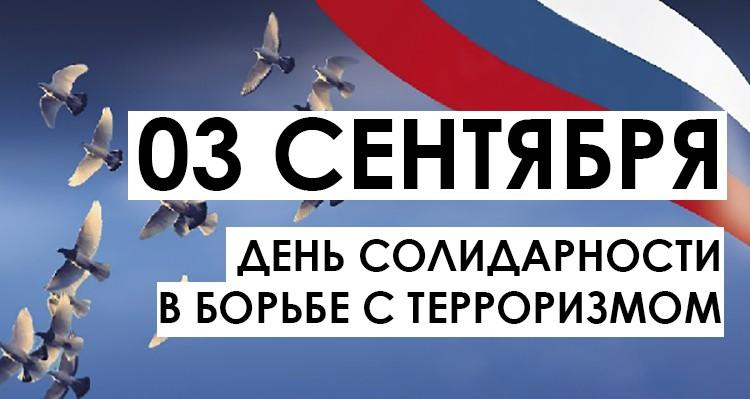 03 СЕНТЯБРЯ
ДЕНЬ СОЛИДАРНОСТИ
В БОРЬБЕ С ТЕРРОРИЗМОМ